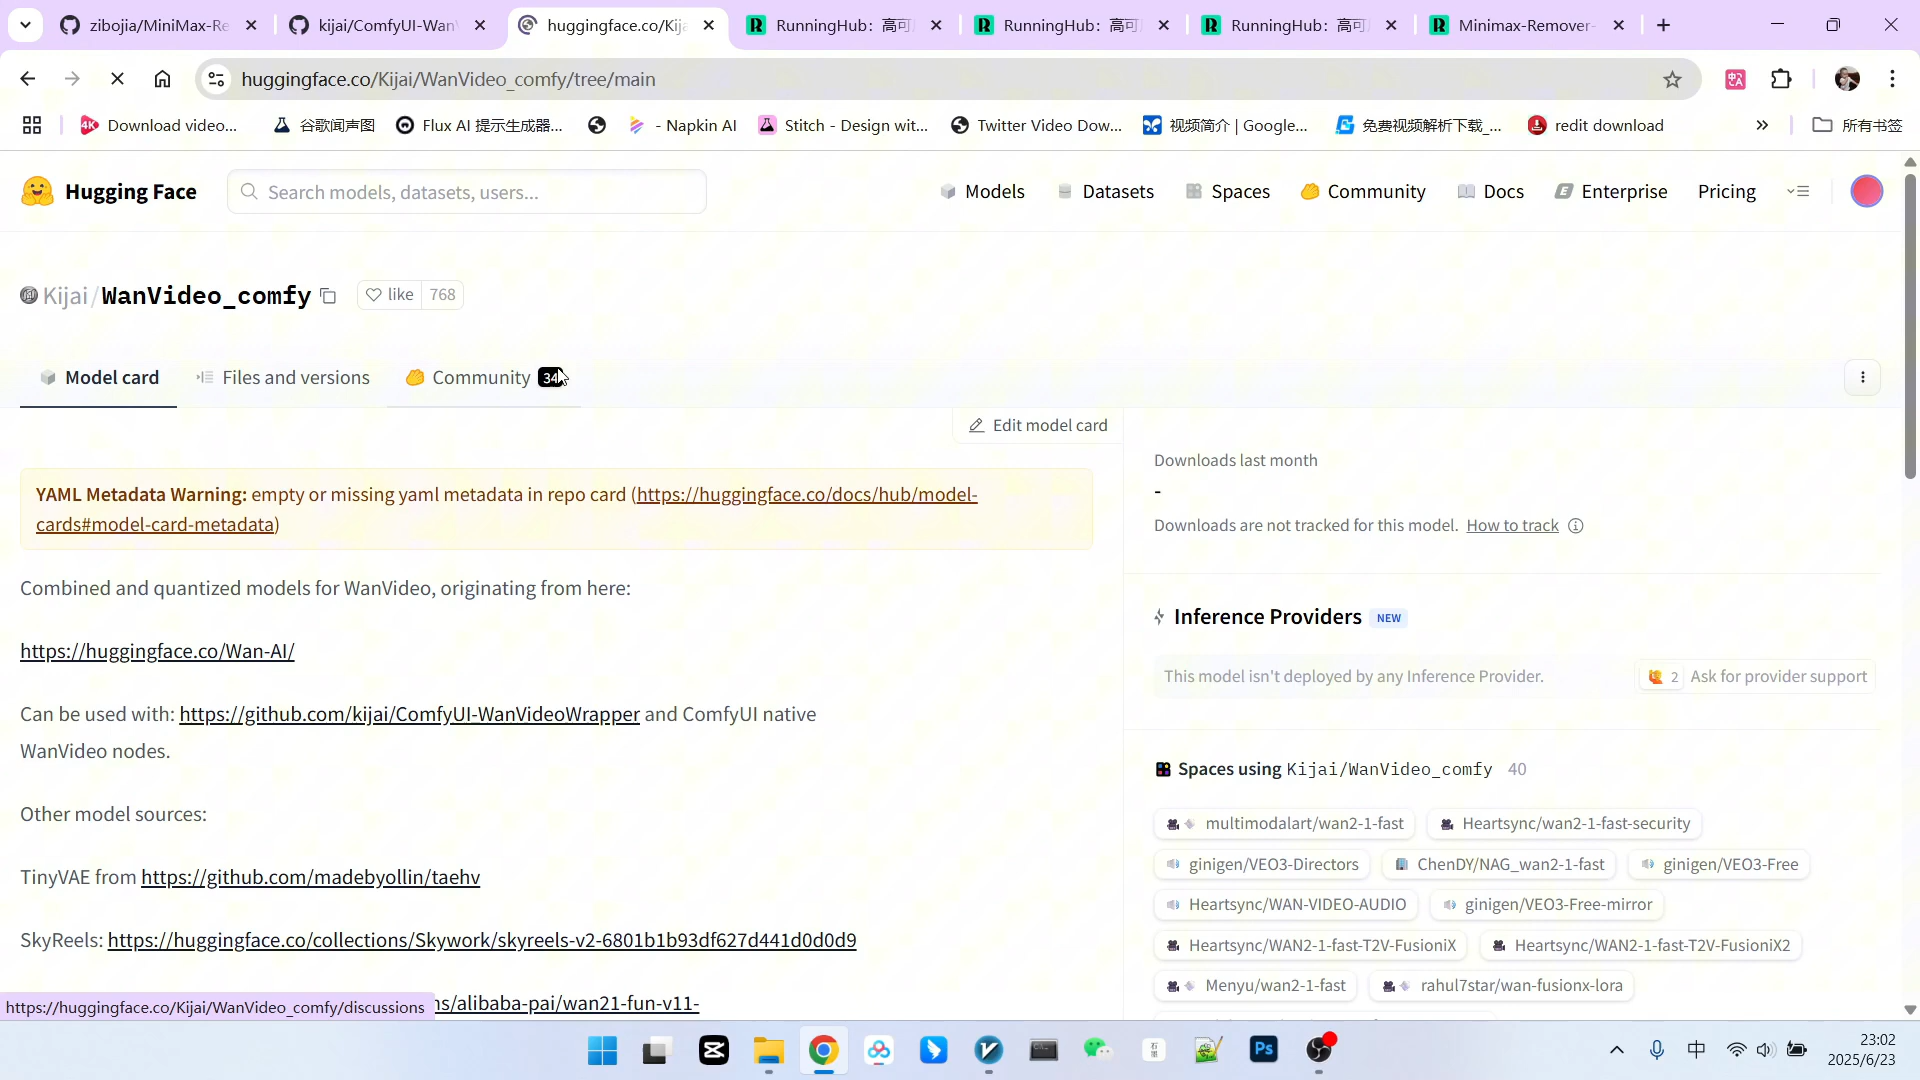 zibojia/MiniMax-Re
kijai/ComfyUI-Wan
huggingface.co/Kija
RunningHub: 高可
RunningHub: 高可
RunningHub: 高可
Minimax-Remover-
huggingface.co/Kijai/WanVideo_comfy/tree/main
Download video...
谷歌闻声图
Flux AI 提示生成器...
- Napkin AI
Stitch - Design wit...
Twitter Video Dow...
视频简介 | Google...
免费视频解析下载_...
redit download
所有书签
Hugging Face
Search models, datasets, users...
Models
Datasets
Spaces
Community
Docs
Enterprise
Pricing
Kijai/WanVideo_comfy
like 768
Model card
Files and versions
Community 34
Edit model card
YAML Metadata Warning: empty or missing yaml metadata in repo card (https://huggingface.co/docs/hub/model-
cards#model-card-metadata)
Combined and quantized models for WanVideo, originating from here:
https://huggingface.co/Wan-AI/
Can be used with: https://github.com/kijai/ComfyUI-WanVideoWrapper and ComfyUI native
WanVideo nodes.
Other model sources:
TinyVAE from https://github.com/madebyollin/taehv
SkyReels: https://huggingface.co/collections/Skywork/skyreels-v2-6801b1b93df627d441d0d0d9
ns/alibaba-pai/wan21-fun-v11-
https://huggingface.co/Kijai/WanVideo_comfy/discussions
Downloads last month
-
Downloads are not tracked for this model. How to track
Inference Providers NEW
This model isn't deployed by any Inference Provider.
2 Ask for provider support
Spaces using Kijai/WanVideo_comfy 40
multimodalart/wan2-1-fast
Heartsync/wan2-1-fast-security
ginigen/VEO3-Directors
ChenDY/NAG_wan2-1-fast
ginigen/VEO3-Free
Heartsync/WAN-VIDEO-AUDIO
ginigen/VEO3-Free-mirror
Heartsync/WAN2-1-fast-T2V-FusioniX
Heartsync/WAN2-1-fast-T2V-FusioniX2
Menyu/wan2-1-fast
rahul7star/wan-fusionx-lora
中
23:02
2025/6/23